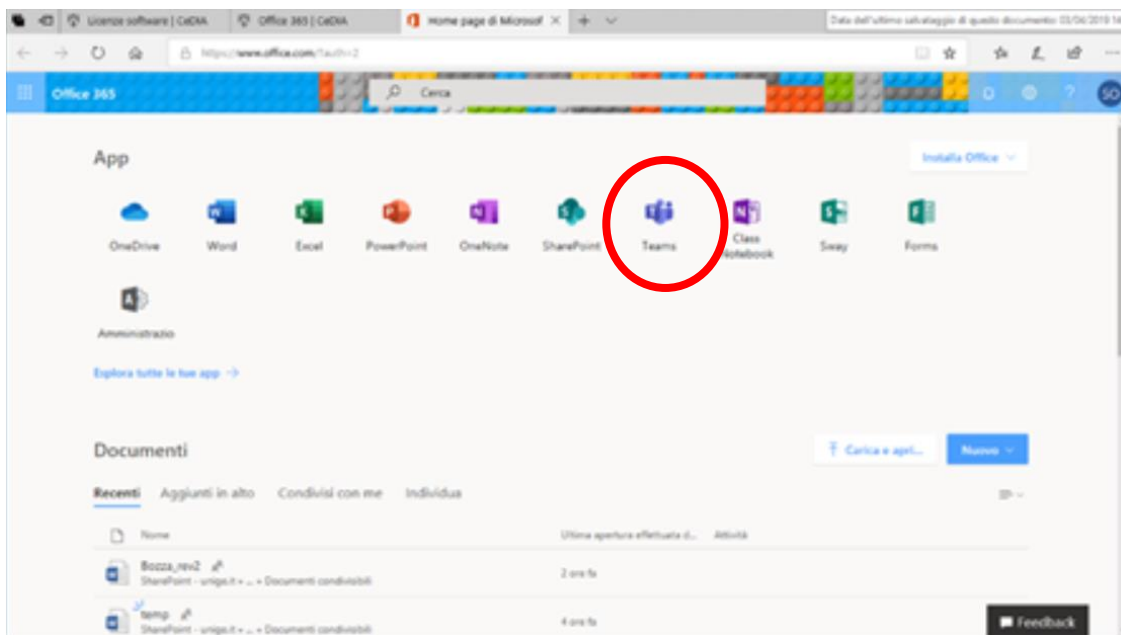 Licenze software | CeDIA
Office 365 | CeDIA
Home page di Microsof
Data dell'ultimo salvataggio di questo documento: 03/06/2019 14
https://www.office.com/?auth=2
Office 365
Cerca
SO
App
Installa Office
OneDrive
Word
Excel
PowerPoint
OneNote
SharePoint
Teams
Class
Notebook
Sway
Forms
Amministrazio
Esplora tutte le tue app →
Documenti
Carica e apri...
Nuovo
Recenti
Aggiunti in alto
Condivisi con me
Individua
Nome
Ultima apertura effettuata d...
Attività
Bozza_rev2
SharePoint - unige.it » ... » Documenti condivisibili
2 ore fa
temp
SharePoint - unige.it » ... » Documenti condivisibili
4 ore fa
Feedback